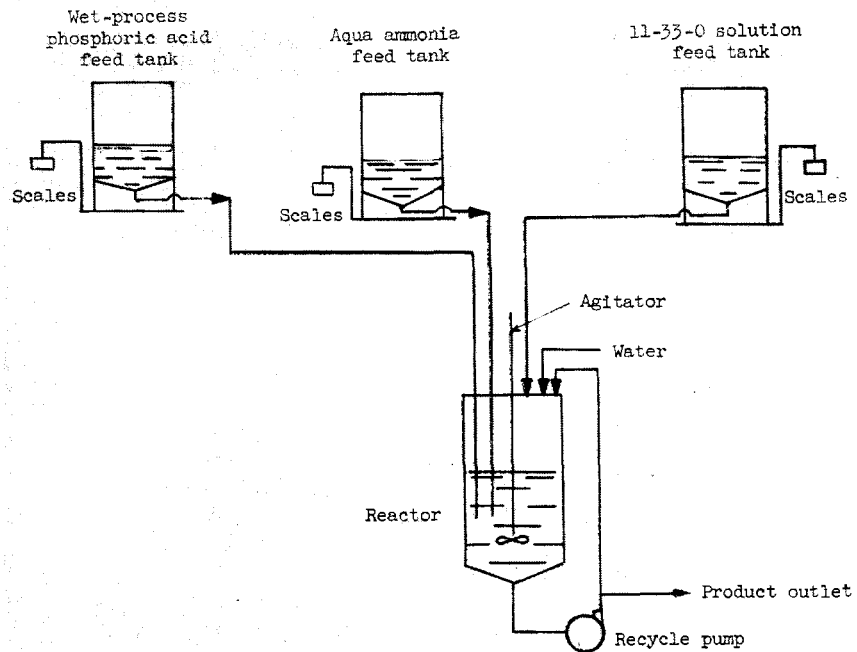 Wet-process
phosphoric acid
feed tank
Aqua ammonia
feed tank
11-33-0 solution
feed tank
Scales
Scales
Scales
Agitator
Water
Reactor
Product outlet
Recycle pump